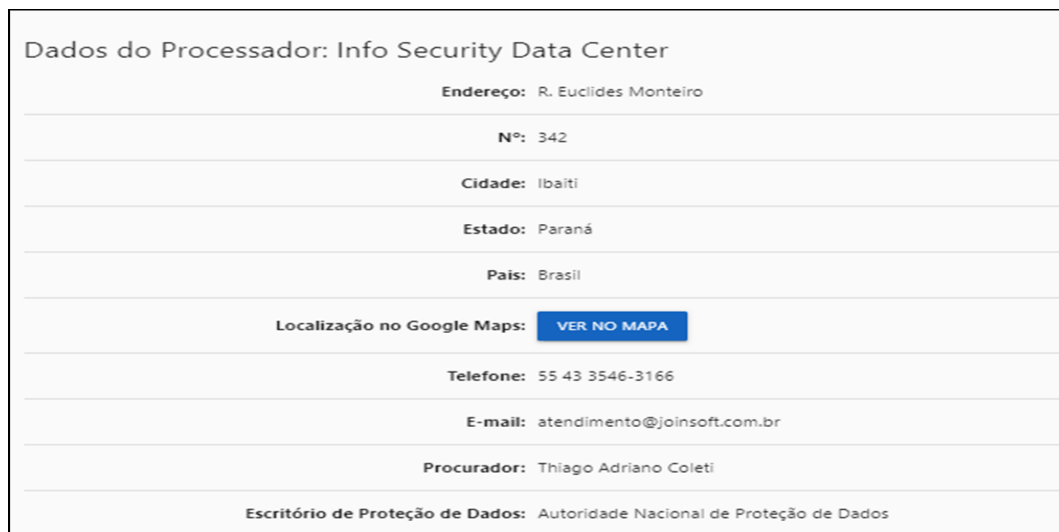 Dados do Processador: Info Security Data Center
Endereço: R. Euclides Monteiro
Nº: 342
Cidade: Ibaiti
Estado: Paraná
País: Brasil
Localização no Google Maps: VER NO MAPA
Telefone: 55 43 3546-3166
E-mail: atendimento@joinsoft.com.br
Procurador: Thiago Adriano Coleti
Escritório de Proteção de Dados: Autoridade Nacional de Proteção de Dados